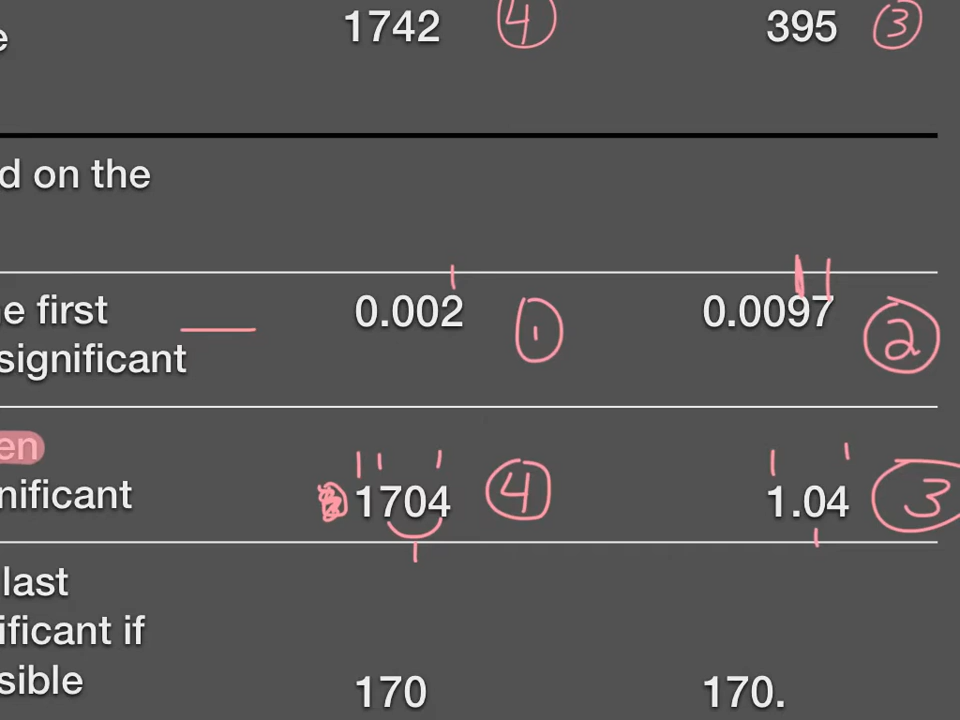 e 1742 4 395 3
d on the
e first 0.002 1 0.0097 2
significant
en
nificant 1704 4 1.04 3
last
ificant if
sible 170 170.